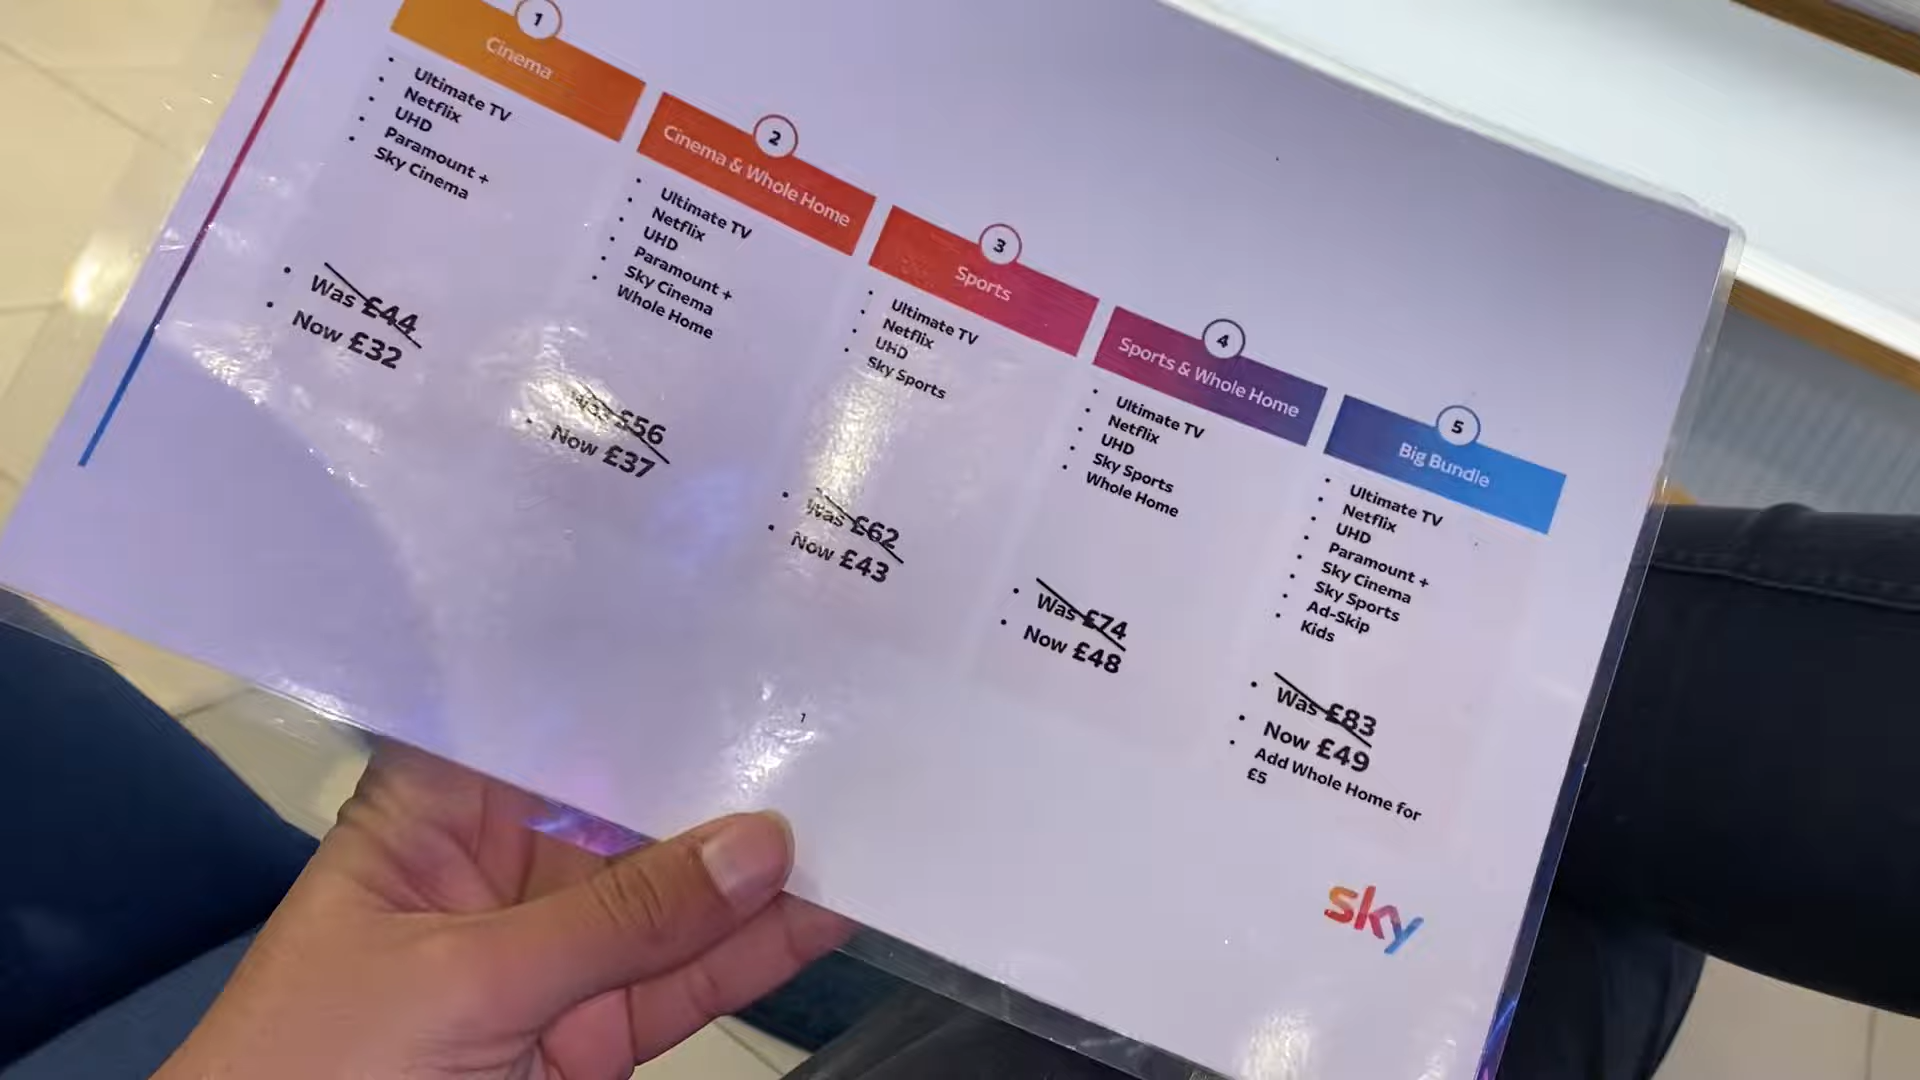 1
Cinema
Ultimate TV
Netflix
UHD
Paramount +
Sky Cinema
Was £44
Now £32
2
Cinema & Whole Home
Ultimate TV
Netflix
UHD
Paramount +
Sky Cinema
Whole Home
Was £56
Now £37
3
Sports
Ultimate TV
Netflix
UHD
Sky Sports
Was £62
Now £43
4
Sports & Whole Home
Ultimate TV
Netflix
UHD
Sky Sports
Whole Home
Was £74
Now £48
5
Big Bundle
Ultimate TV
Netflix
UHD
Paramount +
Sky Cinema
Sky Sports
Ad-Skip
Kids
Was £83
Now £49
Add Whole Home for
£5
1
sky